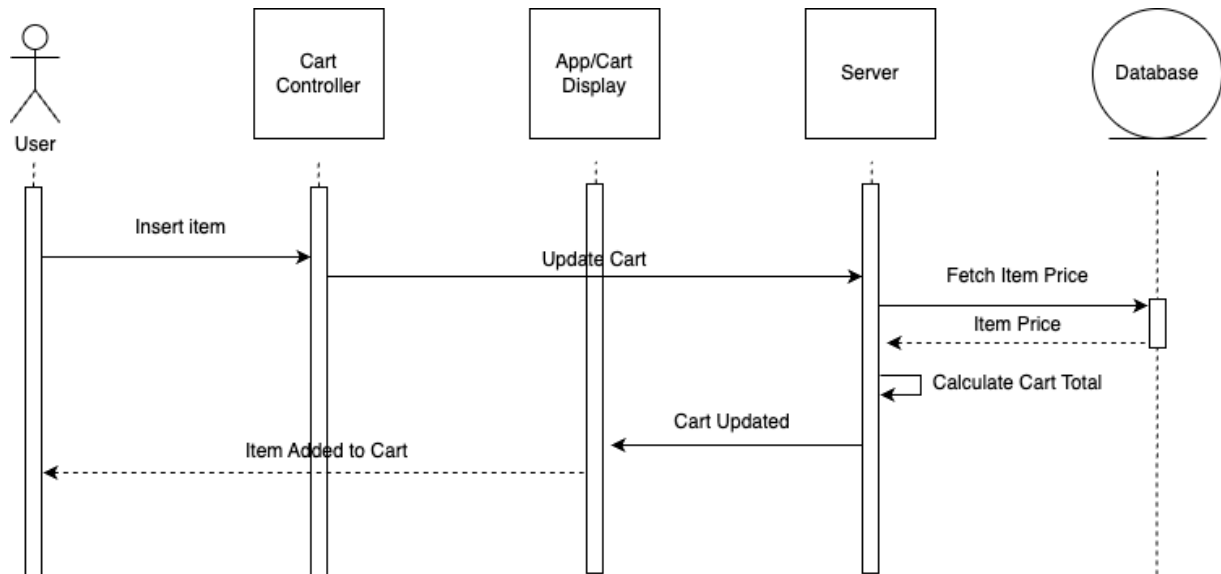 Cart
Controller
App/Cart
Display
Server
Database
User
Insert item
Update Cart
Fetch Item Price
Item Price
Calculate Cart Total
Cart Updated
Item Added to Cart